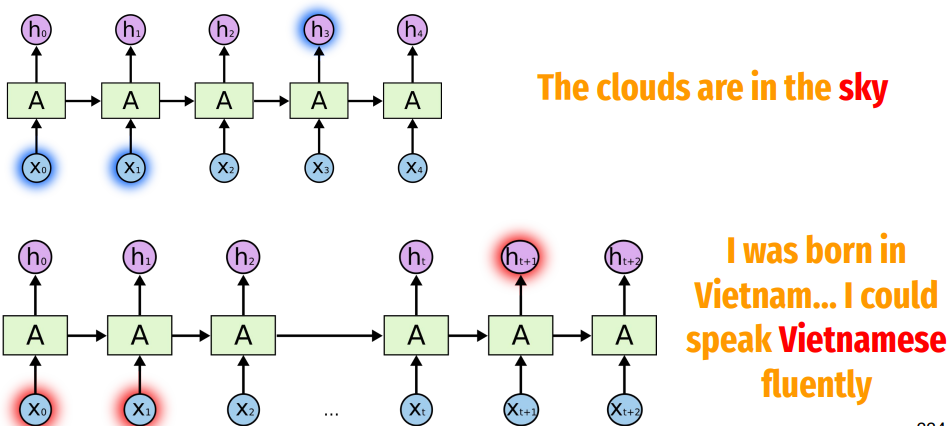 h₀ h₁ h₂ h₃ h₄
A A A A A
x₀ x₁ x₂ x₃ x₄
The clouds are in the sky
h₀ h₁ h₂ hₜ hₜ₊₁ hₜ₊₂
A A A A A A
x₀ x₁ x₂ ... xₜ xₜ₊₁ xₜ₊₂
I was born in
Vietnam... I could
speak Vietnamese
fluently